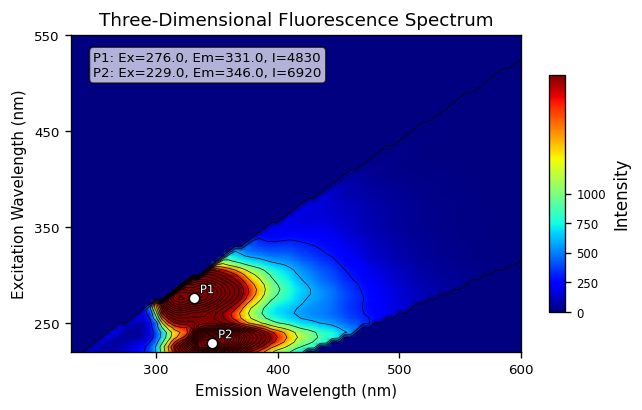 Three-Dimensional Fluorescence Spectrum
P1: Ex=276.0, Em=331.0, I=4830
P2: Ex=229.0, Em=346.0, I=6920
550
450
350
250
Excitation Wavelength (nm)
P1
P2
300
400
500
600
Emission Wavelength (nm)
1000
750
500
250
0
Intensity